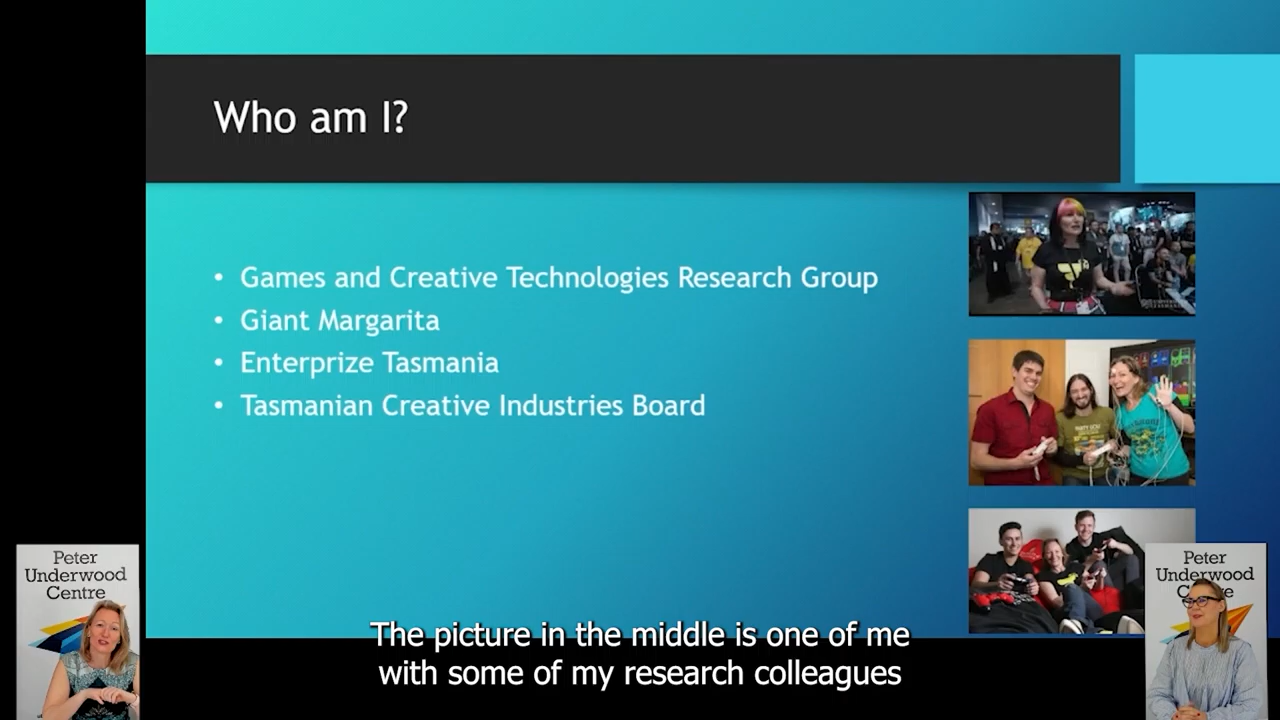 Who am I?
• Games and Creative Technologies Research Group
• Giant Margarita
• Enterprize Tasmania
• Tasmanian Creative Industries Board
Peter
Underwood
Centre
Peter
Underwood
The picture in the middle is one of me
with some of my research colleagues